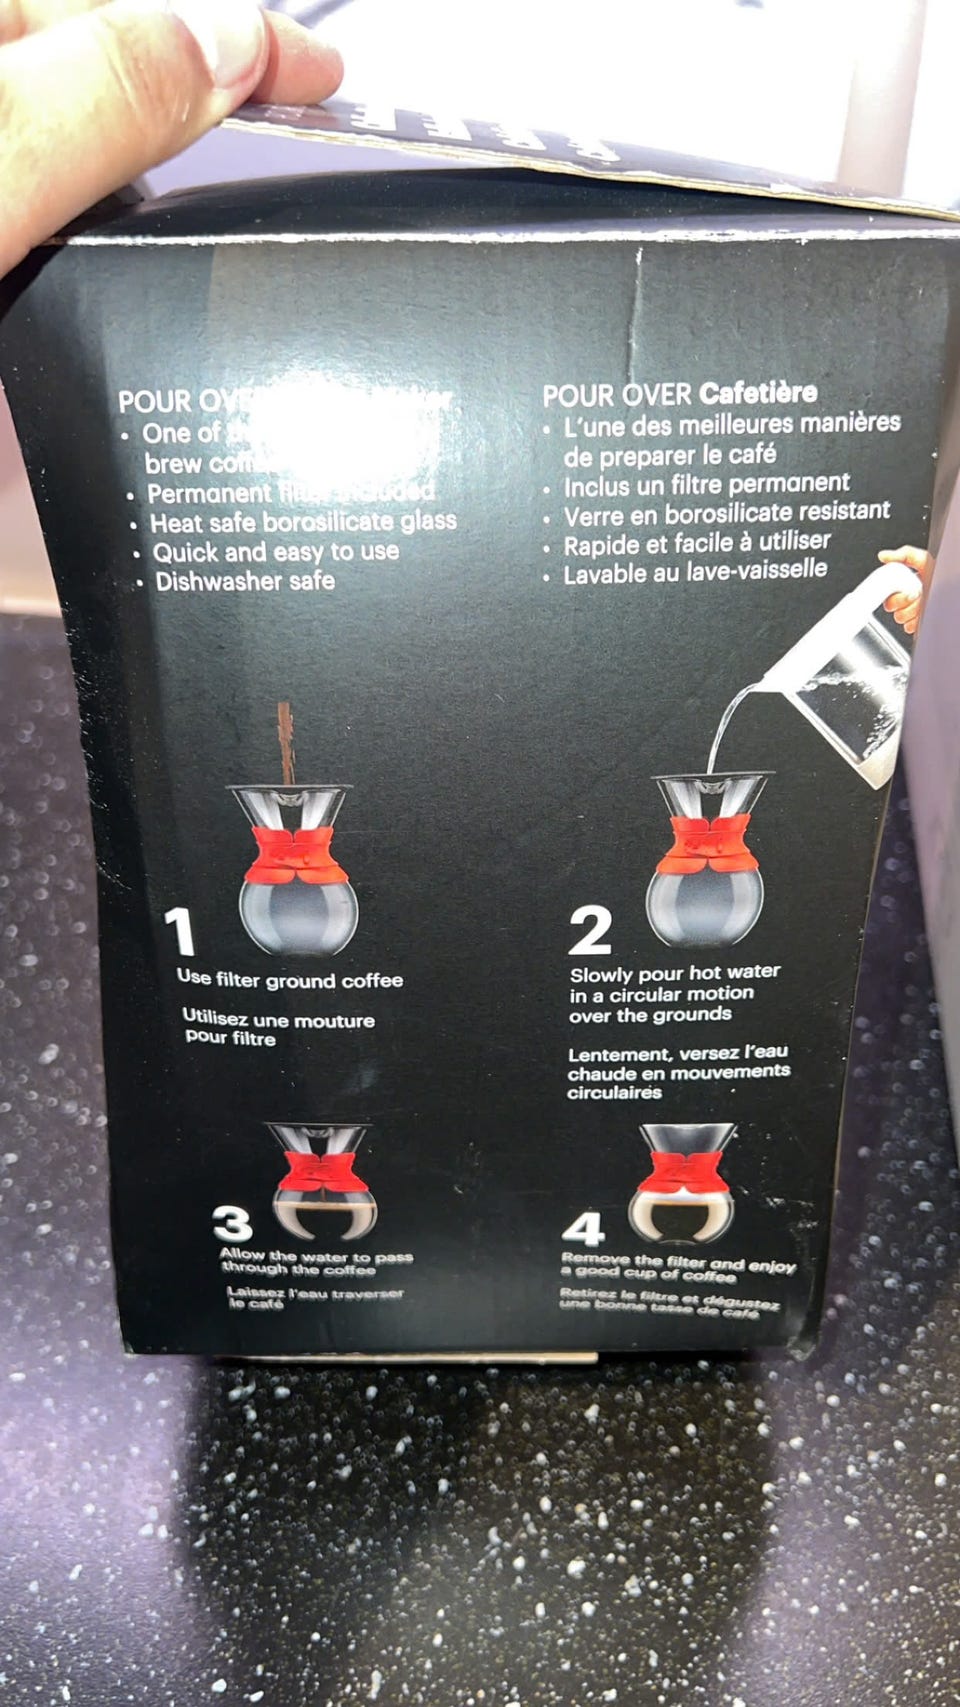 POUR OVER
• One of
brew coffee
• Permanent filter included
• Heat safe borosilicate glass
• Quick and easy to use
• Dishwasher safe
POUR OVER Cafetière
• L'une des meilleures manières
de preparer le café
• Inclus un filtre permanent
• Verre en borosilicate resistant
• Rapide et facile à utiliser
• Lavable au lave-vaisselle
1
Use filter ground coffee
Utilisez une mouture
pour filtre
2
Slowly pour hot water
in a circular motion
over the grounds
Lentement, versez l'eau
chaude en mouvements
circulaires
3
Allow the water to pass
through the coffee
Laissez l'eau traverser
le café
4
Remove the filter and enjoy
a good cup of coffee
Retirez le filtre et dégustez
une bonne tasse de café